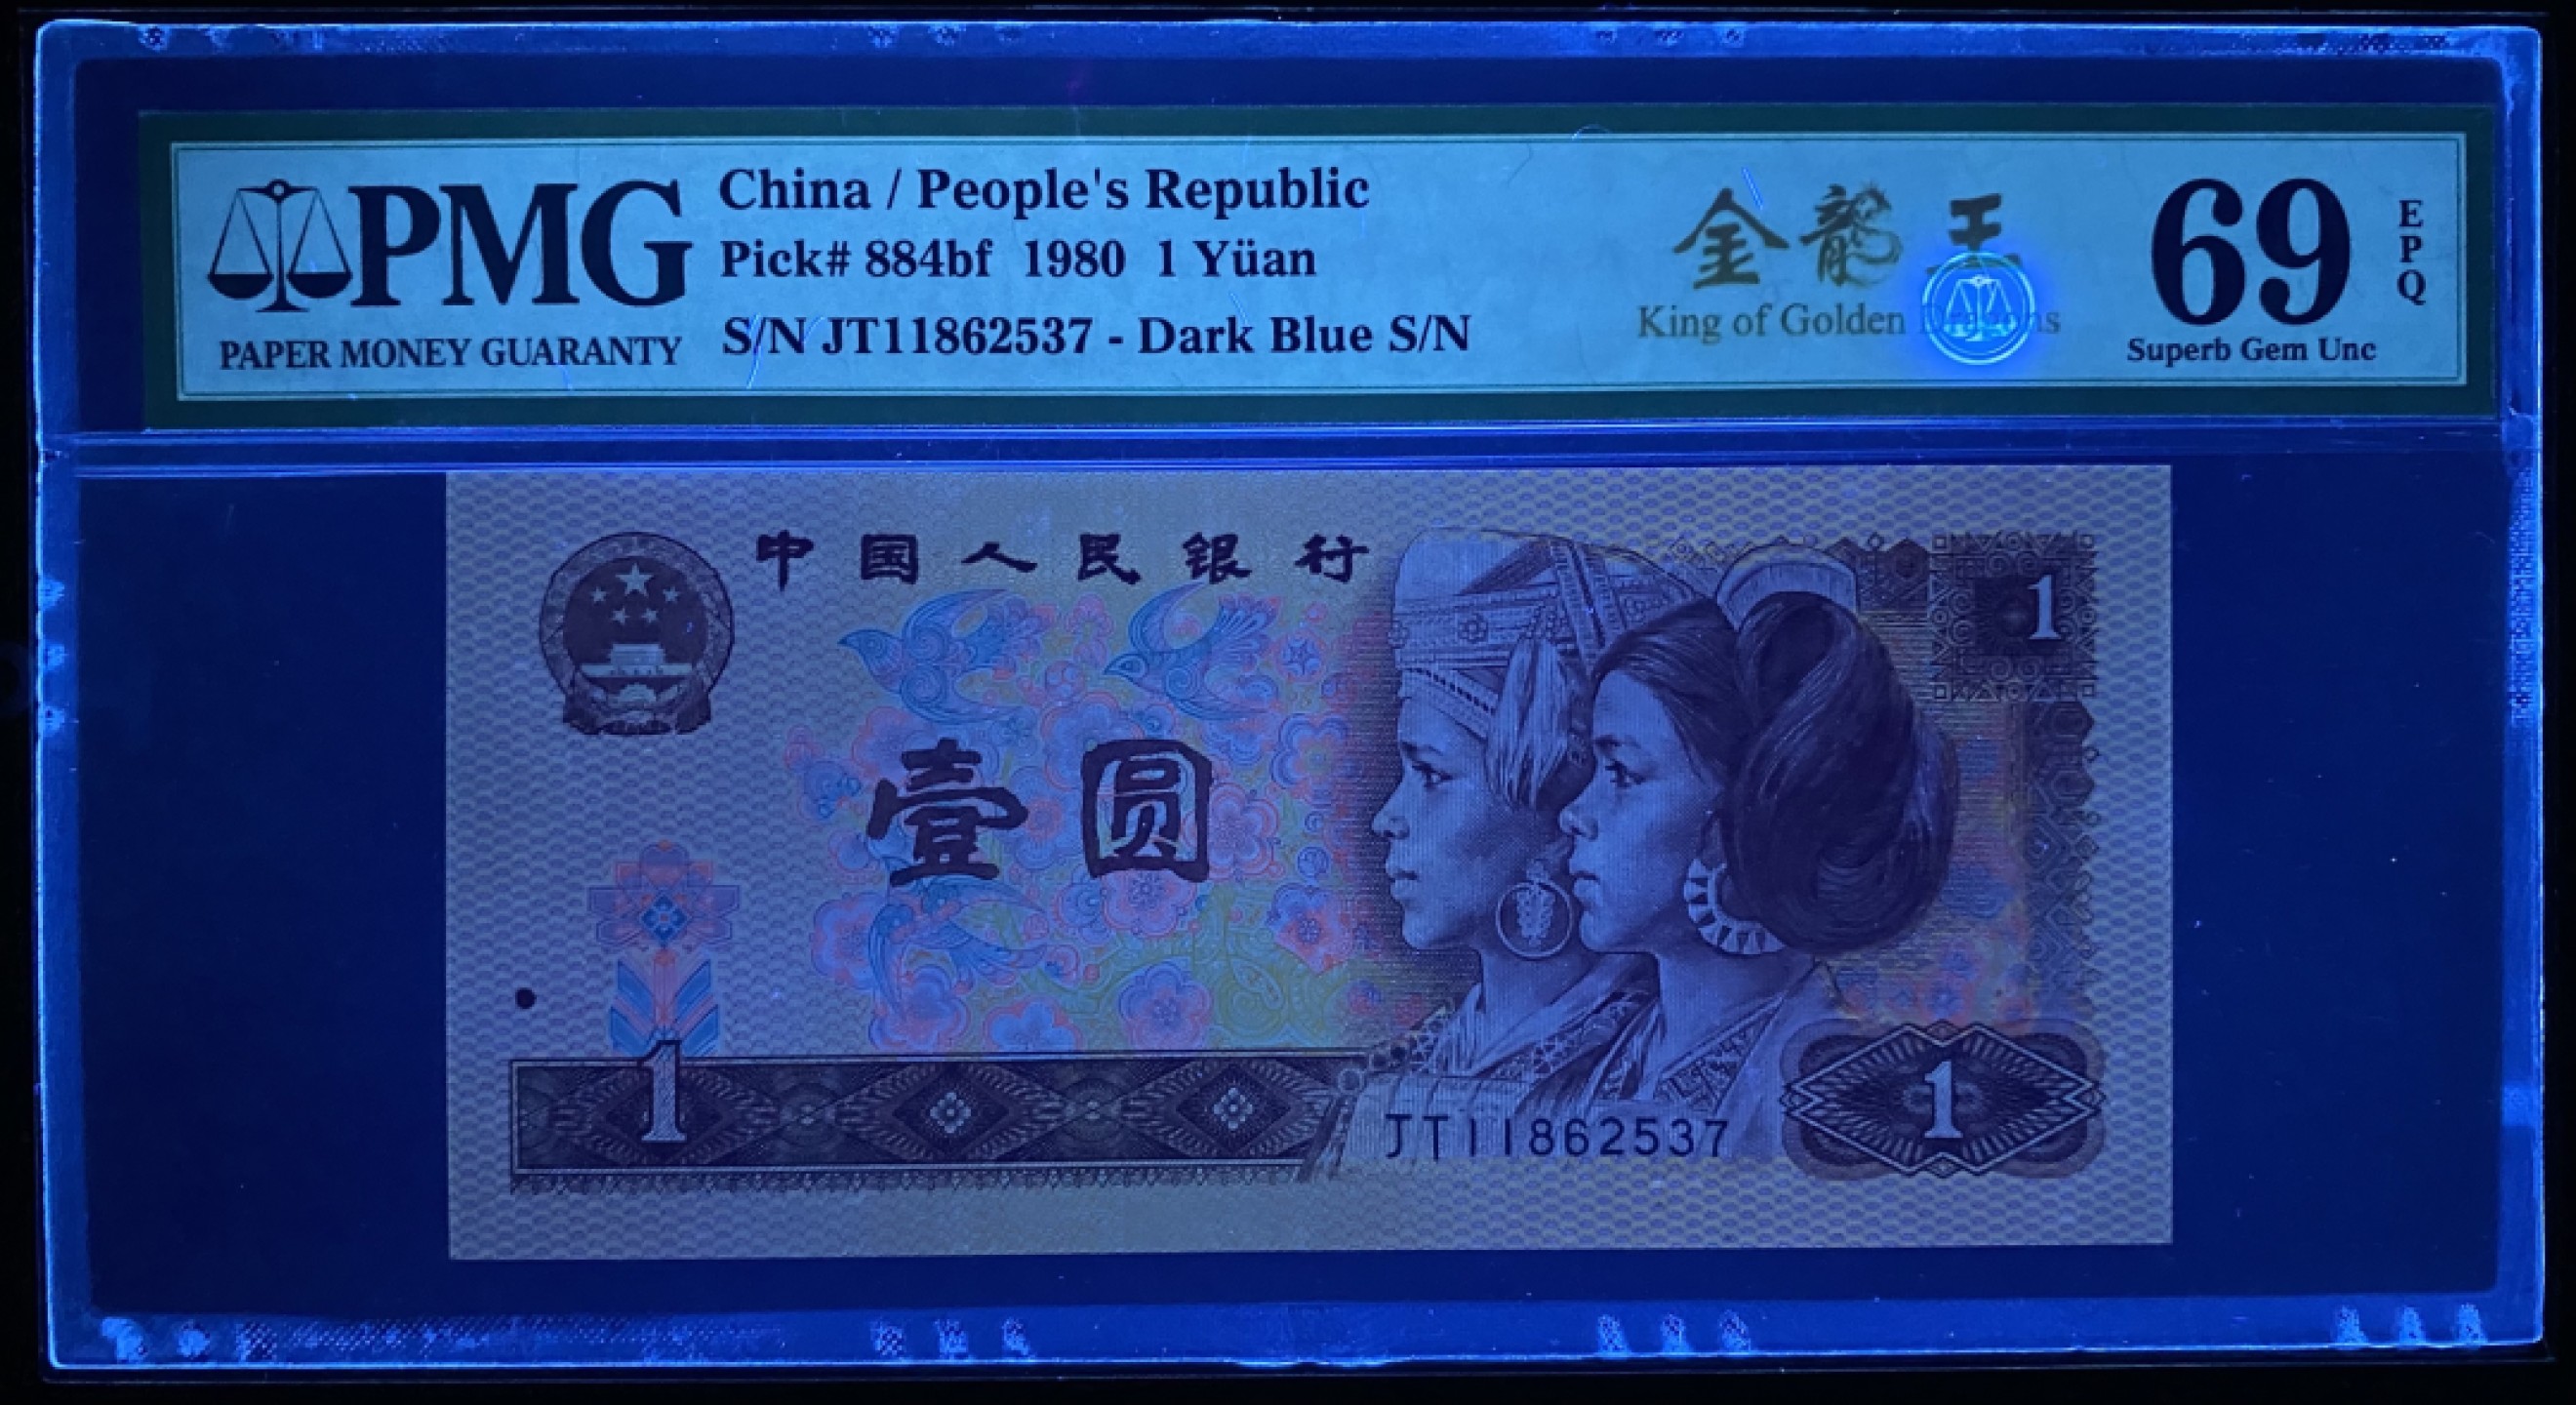 PMG
PAPER MONEY GUARANTY
China / People's Republic
Pick# 884bf 1980 1 Yüan
S/N JT11862537 - Dark Blue S/N
金龍王
King of Golden Dragons
69
EPQ
Superb Gem Unc
中国人民银行
1
壹圆
1
JT11862537
1